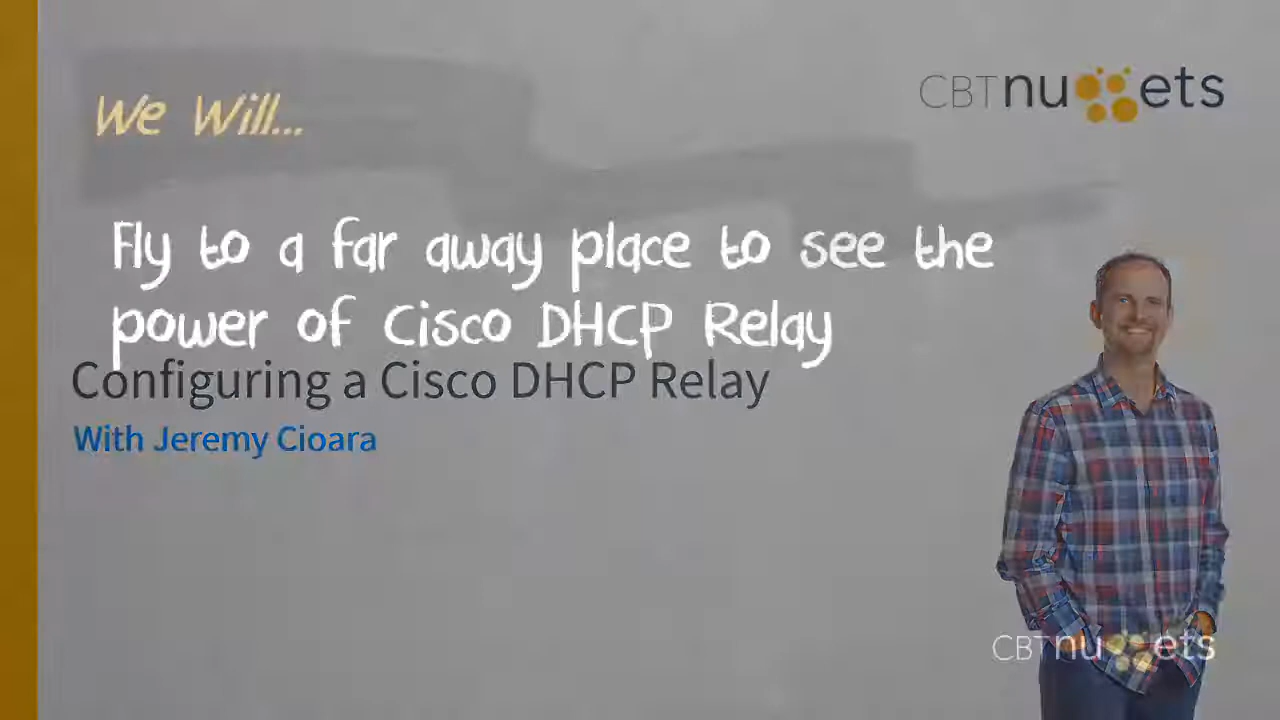 CBTnuggets
We Will...
Fly to a far away place to see the
power of Cisco DHCP Relay
Configuring a Cisco DHCP Relay
With Jeremy Cioara
CBTnuggets